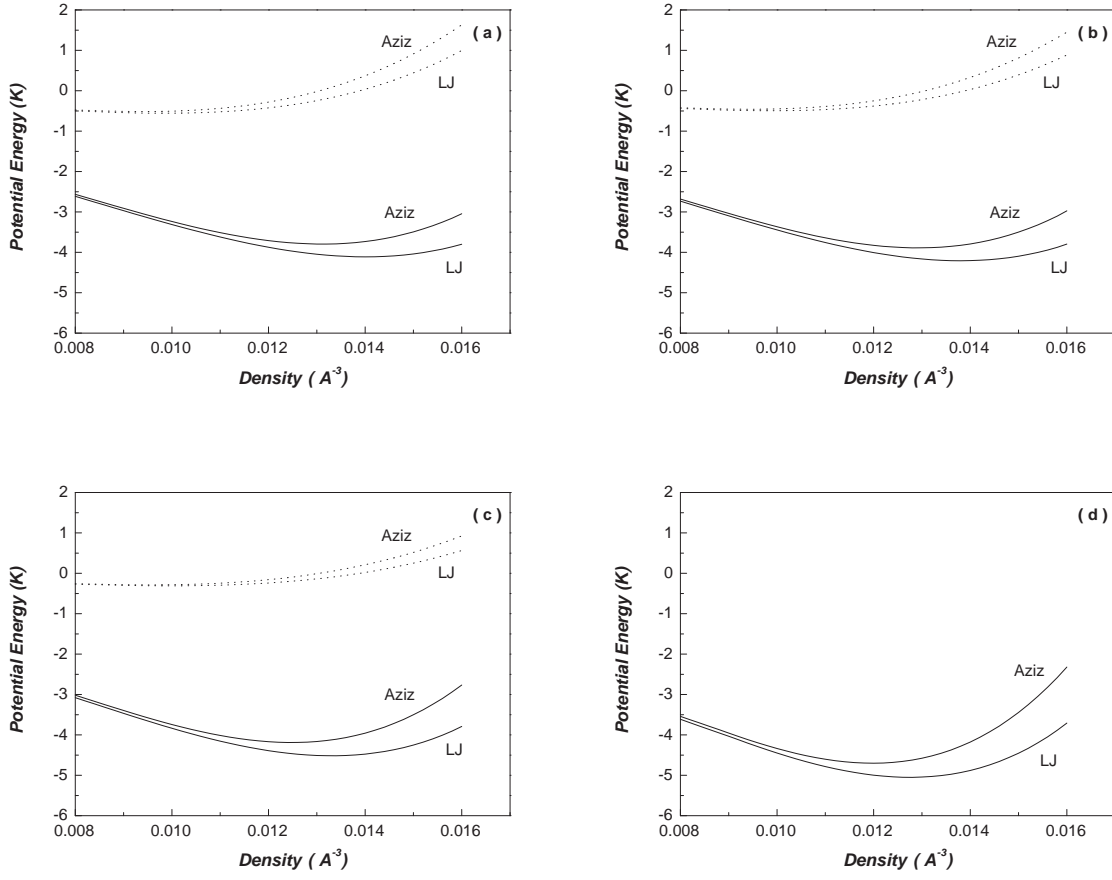 2
1
0
-1
-2
-3
-4
-5
-6
Potential Energy (K)
( a )
Aziz
LJ
Aziz
LJ
0.008 0.010 0.012 0.014 0.016
Density ( A⁻³)
2
1
0
-1
-2
-3
-4
-5
-6
Potential Energy (K)
( b )
Aziz
LJ
Aziz
LJ
0.008 0.010 0.012 0.014 0.016
Density ( A⁻³)
2
1
0
-1
-2
-3
-4
-5
-6
Potential Energy (K)
( c )
Aziz
LJ
Aziz
LJ
0.008 0.010 0.012 0.014 0.016
Density ( A⁻³)
2
1
0
-1
-2
-3
-4
-5
-6
Potential Energy (K)
( d )
Aziz
LJ
0.008 0.010 0.012 0.014 0.016
Density ( A⁻³)